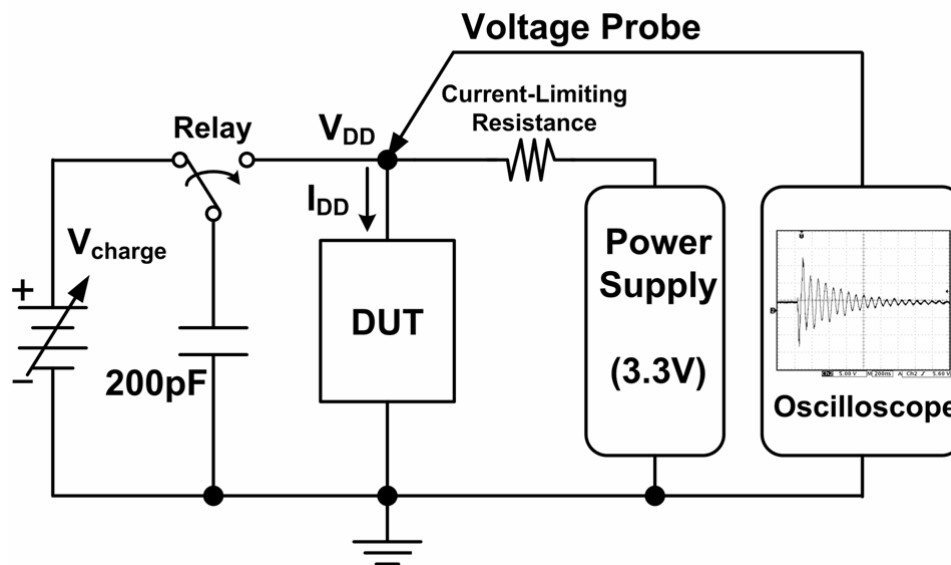 Voltage Probe
Current-Limiting
Resistance
Relay
VDD
IDD
Vcharge
+
−
200pF
DUT
Power
Supply
(3.3V)
Oscilloscope